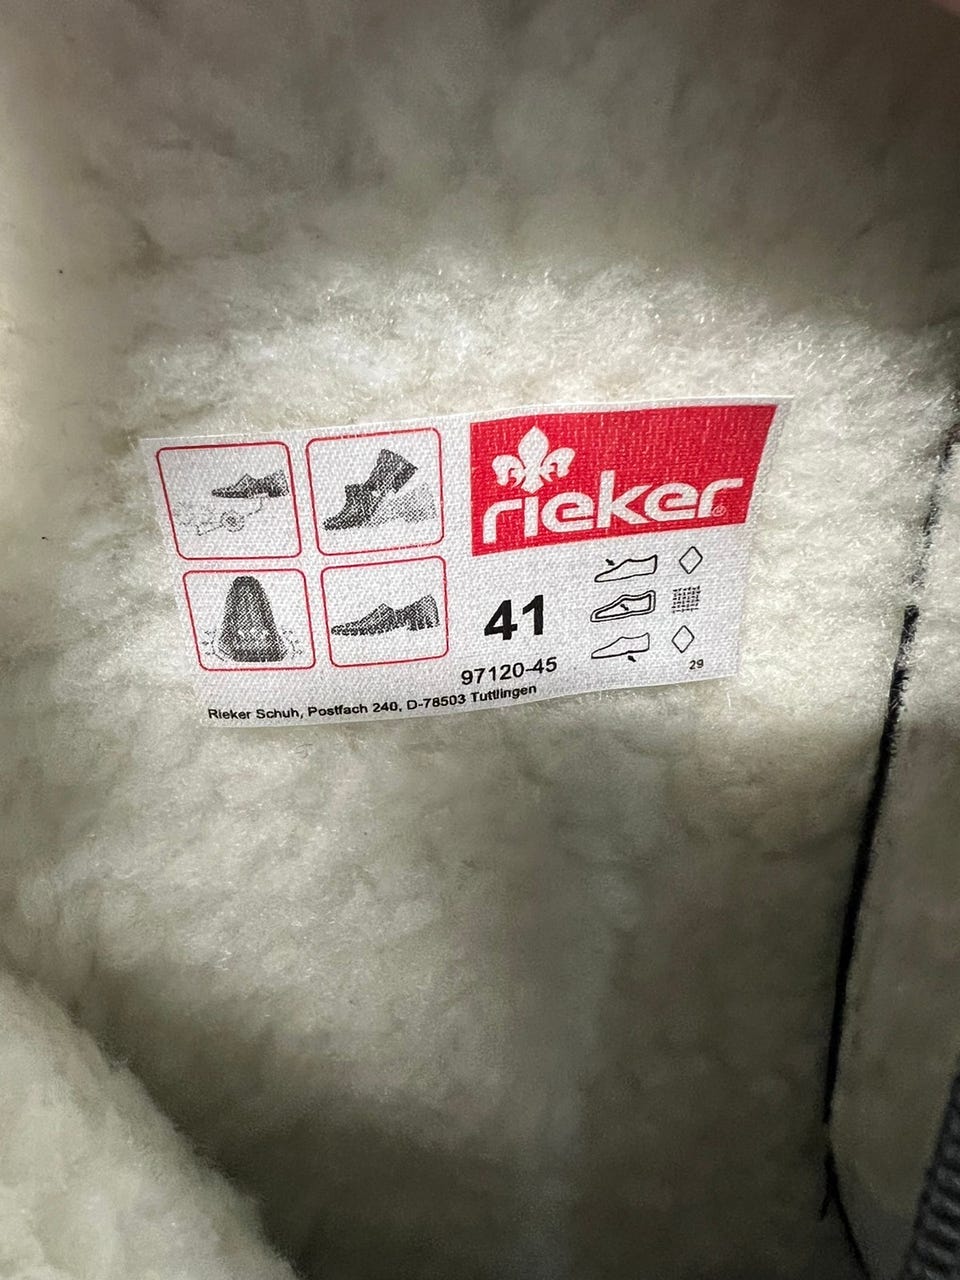 rieker®
41
97120-45
29
Rieker Schuh, Postfach 240, D-78503 Tuttlingen